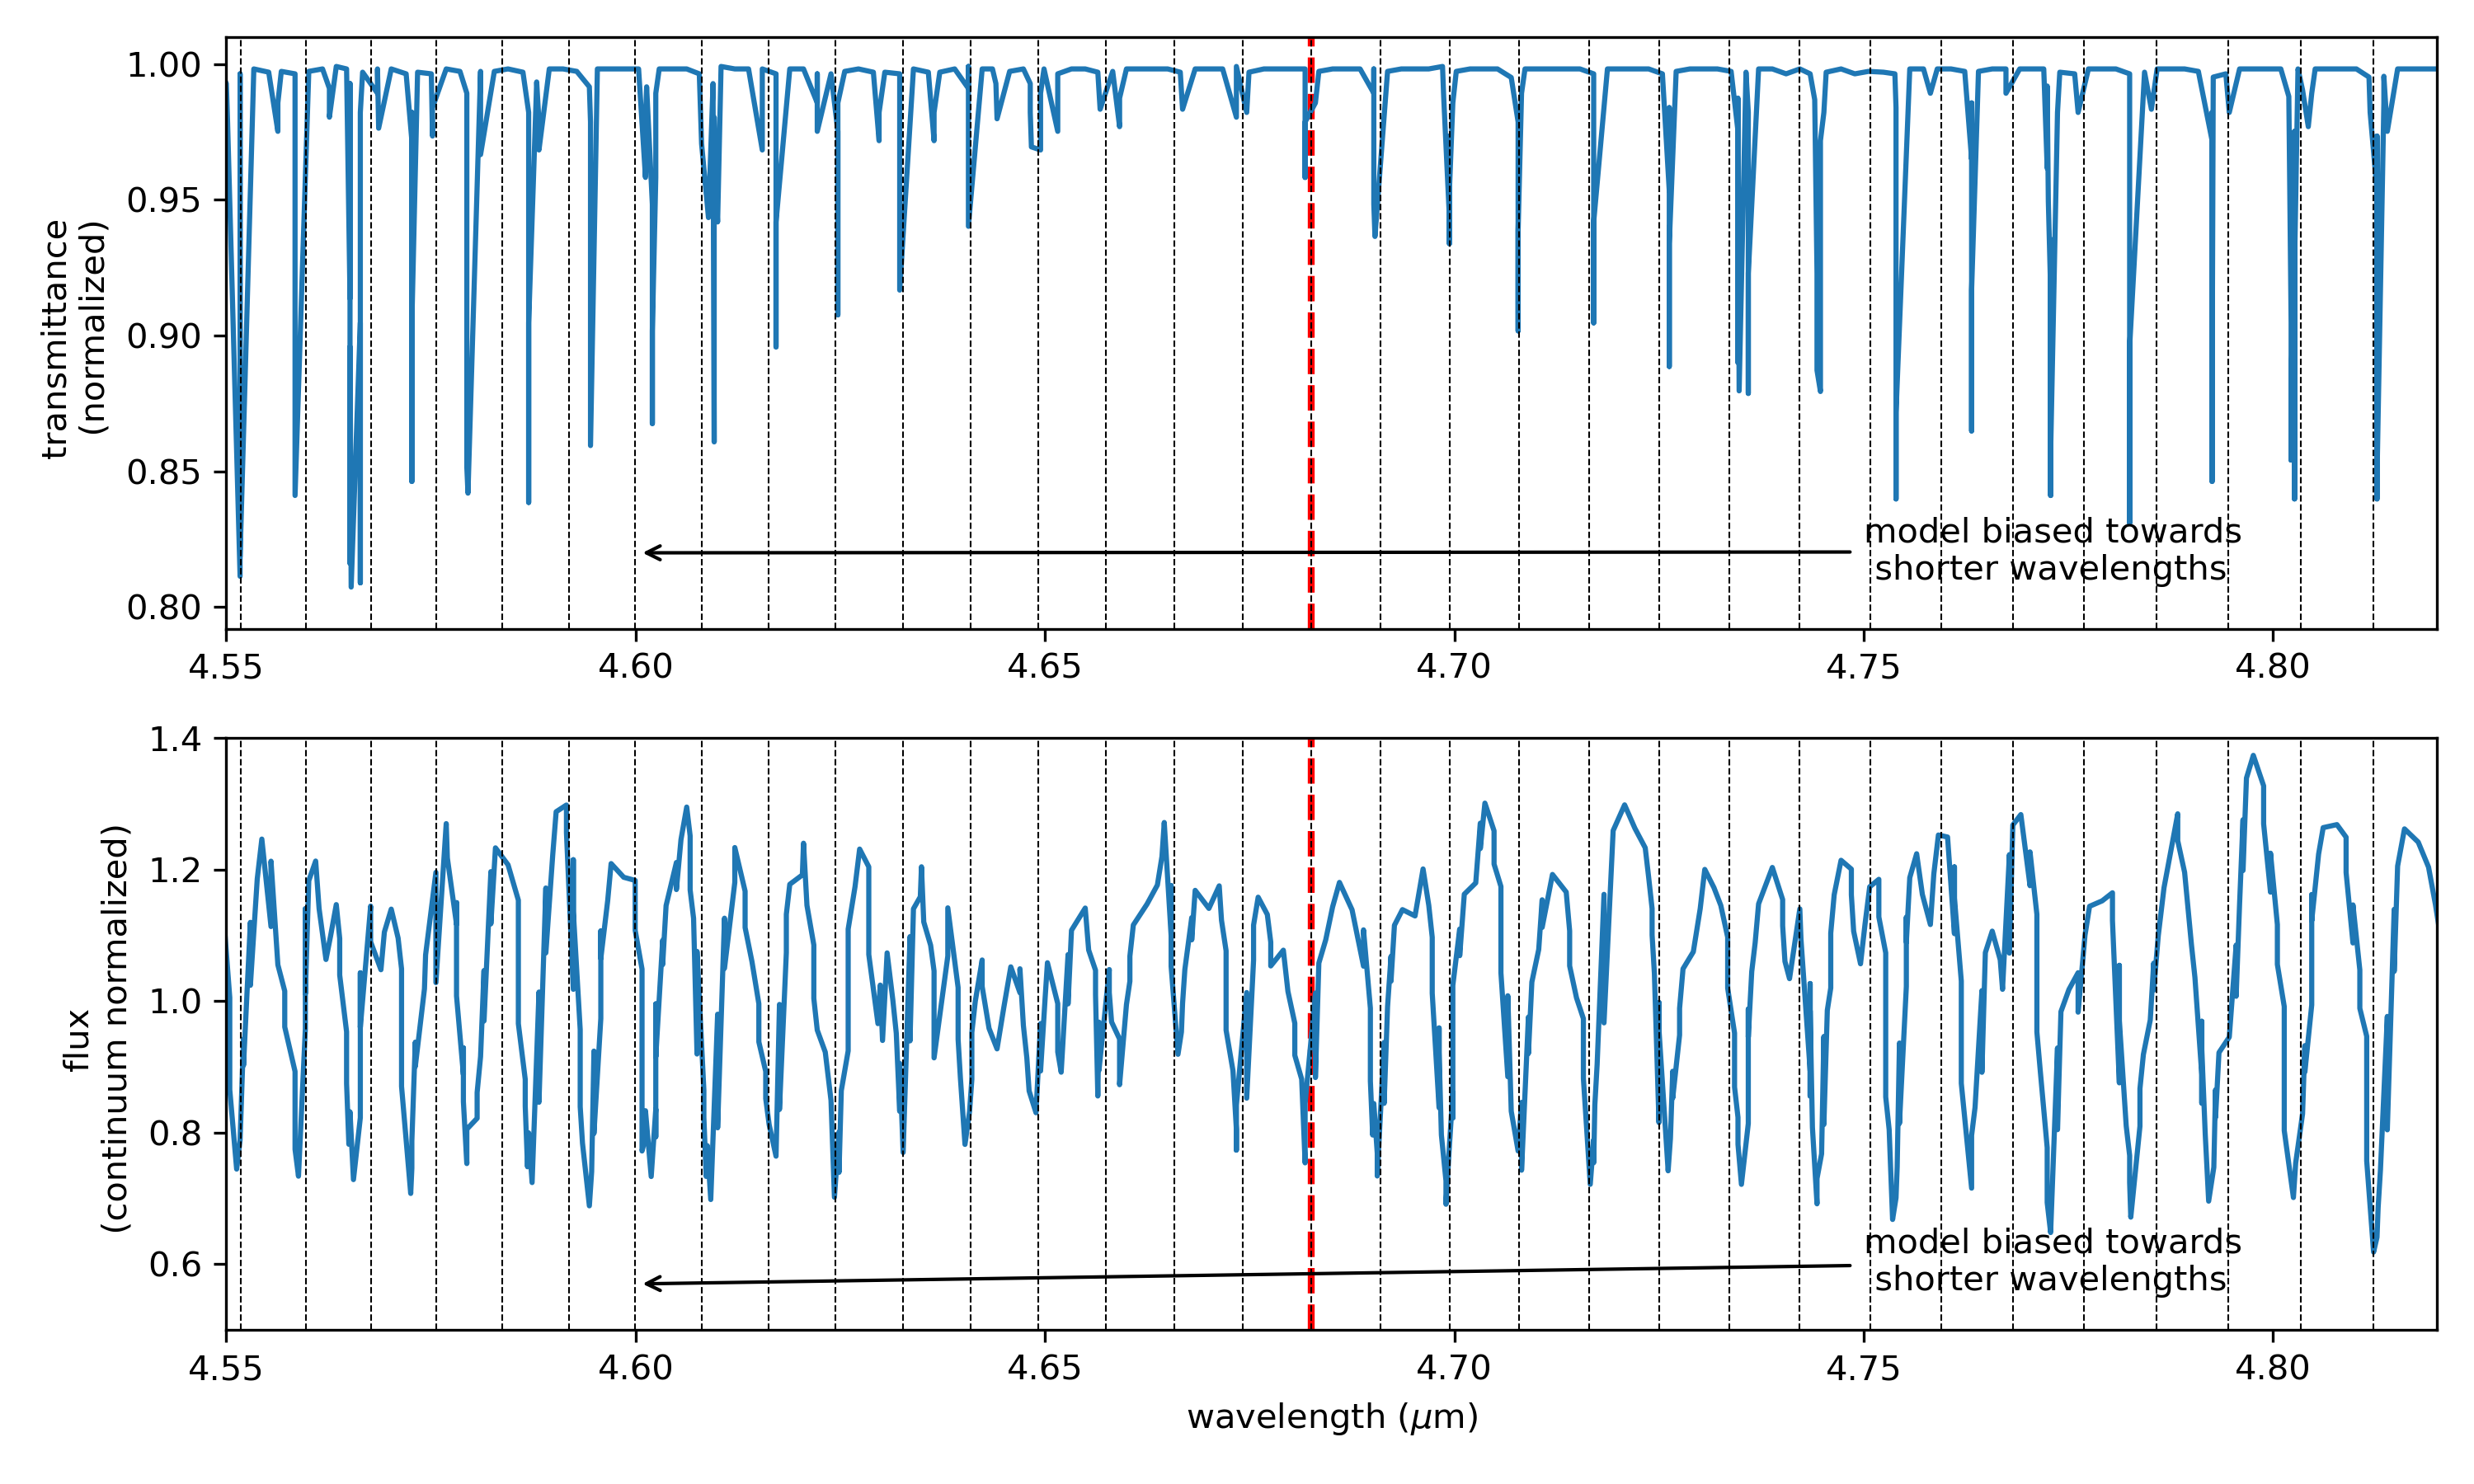 1.00
0.95
0.90
0.85
0.80
transmittance
(normalized)
model biased towards
shorter wavelengths
4.55 4.60 4.65 4.70 4.75 4.80
1.4
1.2
1.0
0.8
0.6
flux
(continuum normalized)
model biased towards
shorter wavelengths
4.55 4.60 4.65 4.70 4.75 4.80
wavelength (μm)